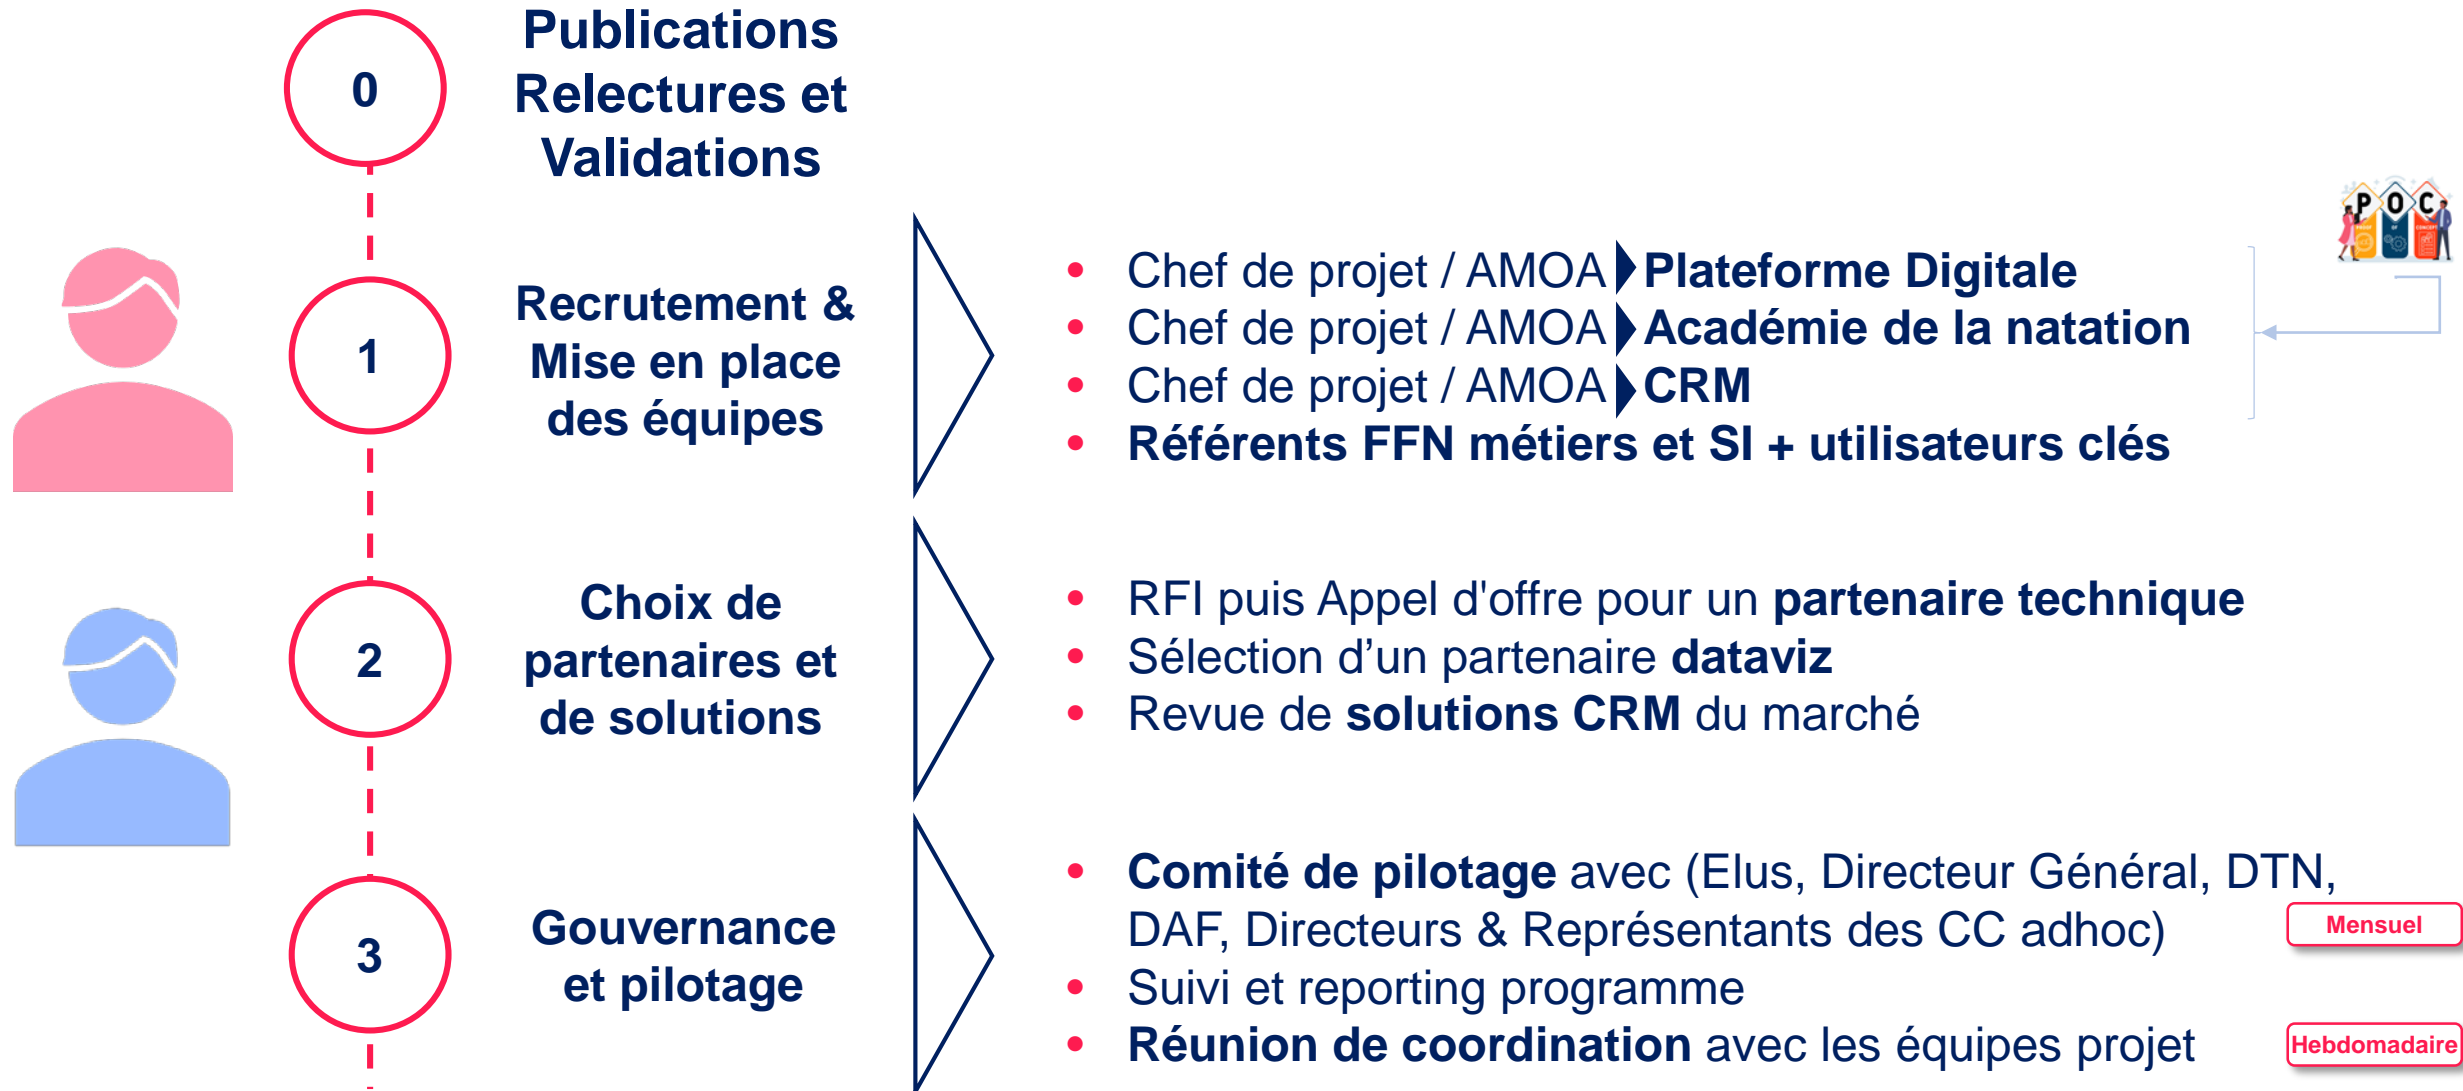 0
Publications
Relectures et
Validations
P O C
PROOF OF CONCEPT
1
Recrutement &
Mise en place
des équipes
• Chef de projet / AMOA Plateforme Digitale
• Chef de projet / AMOA Académie de la natation
• Chef de projet / AMOA CRM
• Référents FFN métiers et SI + utilisateurs clés
2
Choix de
partenaires et
de solutions
• RFI puis Appel d'offre pour un partenaire technique
• Sélection d’un partenaire dataviz
• Revue de solutions CRM du marché
3
Gouvernance
et pilotage
• Comité de pilotage avec (Elus, Directeur Général, DTN,
DAF, Directeurs & Représentants des CC adhoc)
Mensuel
• Suivi et reporting programme
• Réunion de coordination avec les équipes projet
Hebdomadaire